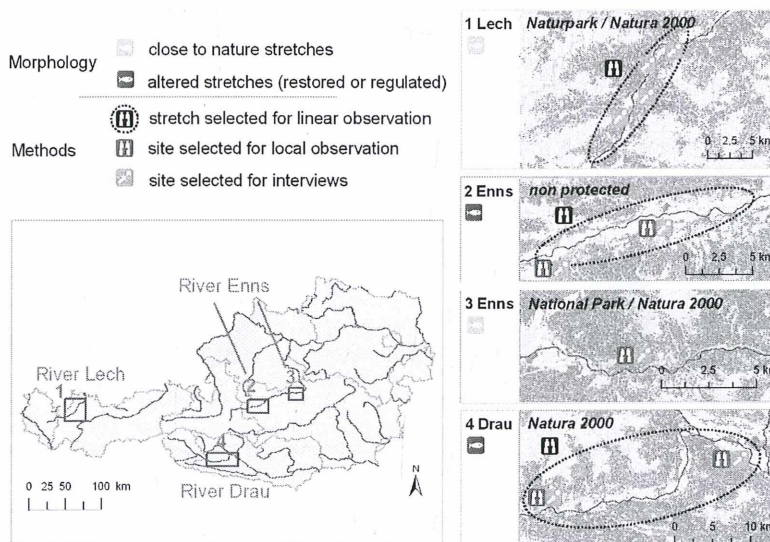 Morphology
close to nature stretches
altered stretches (restored or regulated)
Methods
stretch selected for linear observation
site selected for local observation
site selected for interviews
River Enns
River Lech
1
2
3
4
River Drau
0 25 50 100 km
N
1 Lech Naturpark / Natura 2000
0 2,5 5 km
2 Enns non protected
0 2,5 5 km
3 Enns National Park / Natura 2000
0 2,5 5 km
4 Drau Natura 2000
0 5 10 km